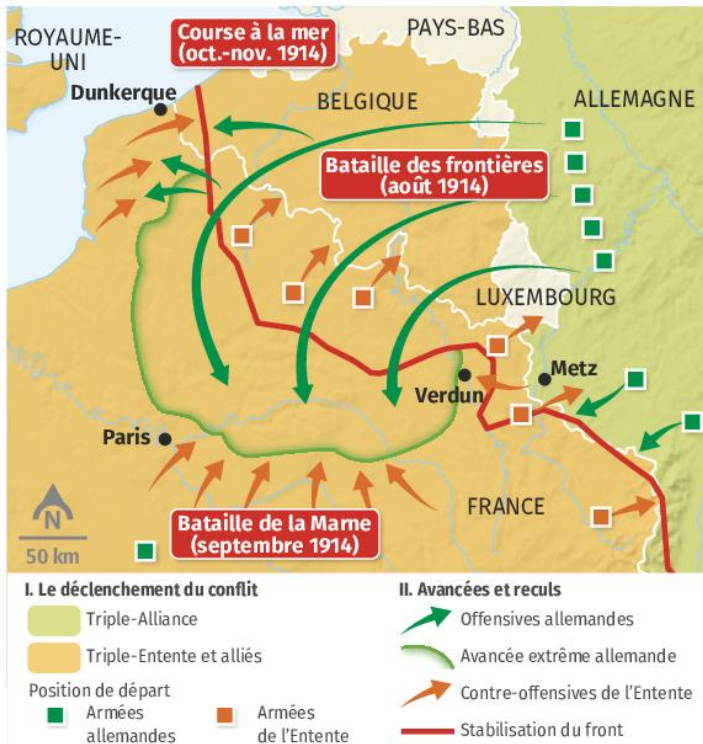 ROYAUME-
UNI
Course à la mer
(oct.-nov. 1914)
PAYS-BAS
Dunkerque
BELGIQUE
ALLEMAGNE
Bataille des frontières
(août 1914)
LUXEMBOURG
Metz
Verdun
Paris
FRANCE
Bataille de la Marne
(septembre 1914)
N
50 km
I. Le déclenchement du conflit
Triple-Alliance
Triple-Entente et alliés
Position de départ
Armées
allemandes
Armées
de l'Entente
II. Avancées et reculs
Offensives allemandes
Avancée extrême allemande
Contre-offensives de l'Entente
Stabilisation du front